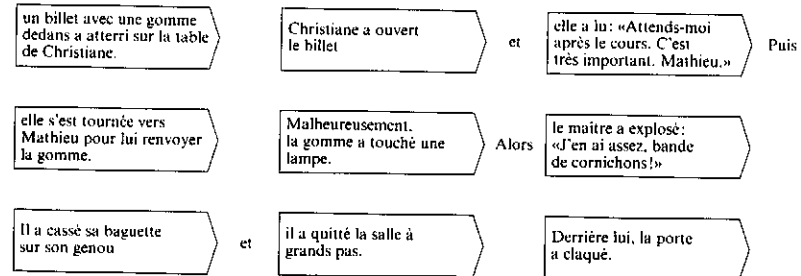 un billet avec une gomme
dedans a atterri sur la table
de Christiane.
Christiane a ouvert
le billet
et
elle a lu: «Attends-moi
après le cours. C'est
très important. Mathieu.»
Puis
elle s'est tournée vers
Mathieu pour lui renvoyer
la gomme.
Malheureusement,
la gomme a touché une
lampe.
Alors
le maître a explosé:
«J'en ai assez, bande
de cornichons!»
Il a cassé sa baguette
sur son genou
et
il a quitté la salle à
grands pas.
Derrière lui, la porte
a claqué.